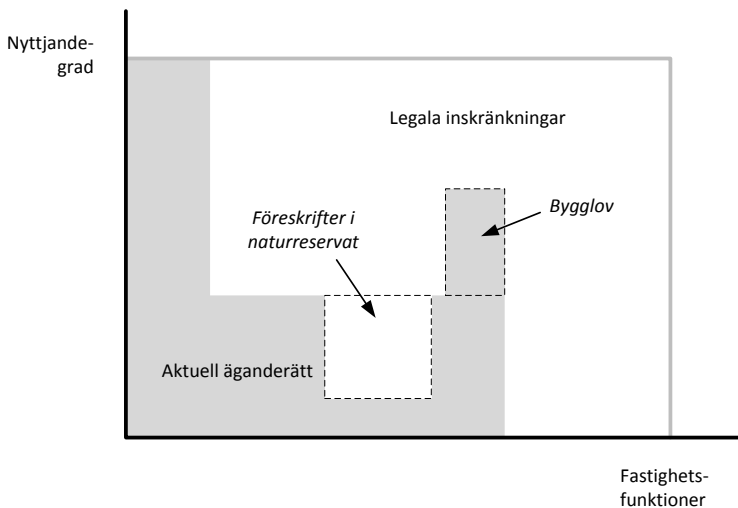 Nyttjande-
grad
Legala inskränkningar
Föreskrifter i
naturreservat
Bygglov
Aktuell äganderätt
Fastighets-
funktioner